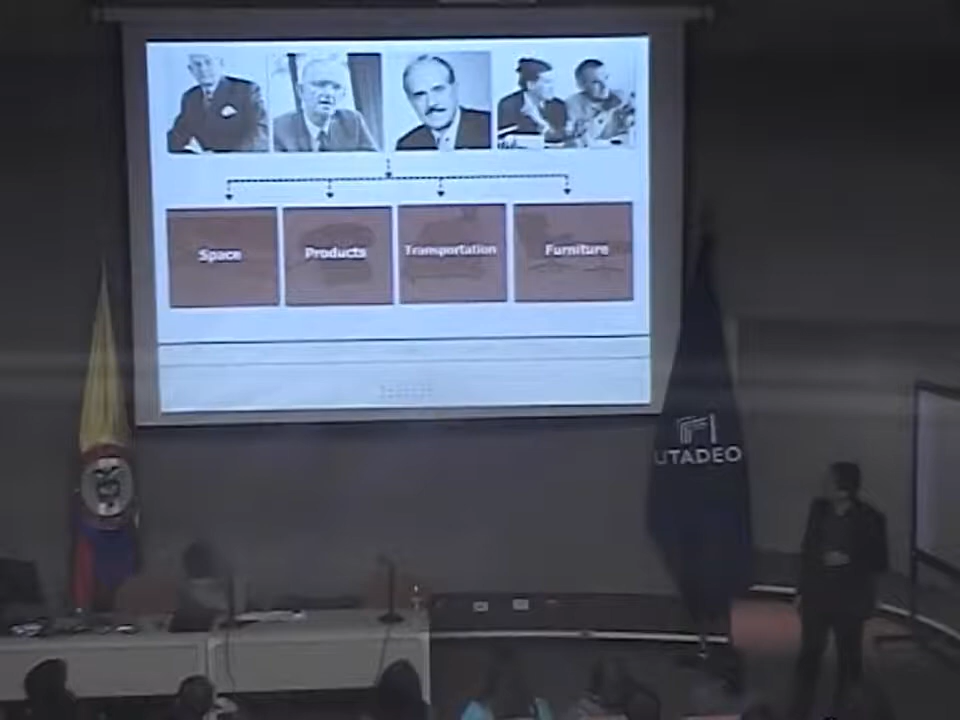 Space
Products
Transportation
Furniture
UTADEO